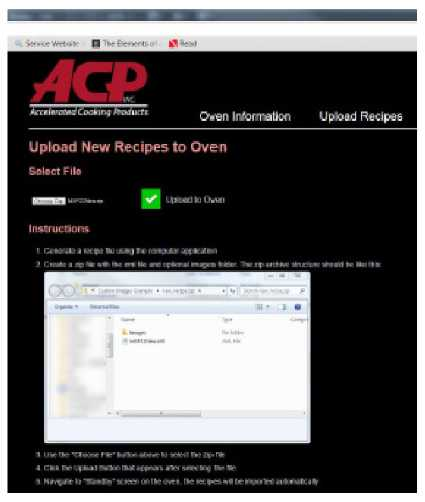 Service Website
The Elements of
Read
ACP
INC.
Accelerated Cooking Products
Oven Information
Upload Recipes
Upload New Recipes to Oven
Select File
Choose File
Upload to Oven
Instructions
1. Generate a recipe file using the computer application
2. Create a zip file with the xml file and optional images folder. The zip archive structure should be like this:
Organize
Name
Type
Images
File folder
XML File
3. Use the "Choose File" button above to select the zip file
4. Click the Upload Button that appears after selecting the file
5. Navigate to "Standby" screen on the oven, the recipes will be imported automatically